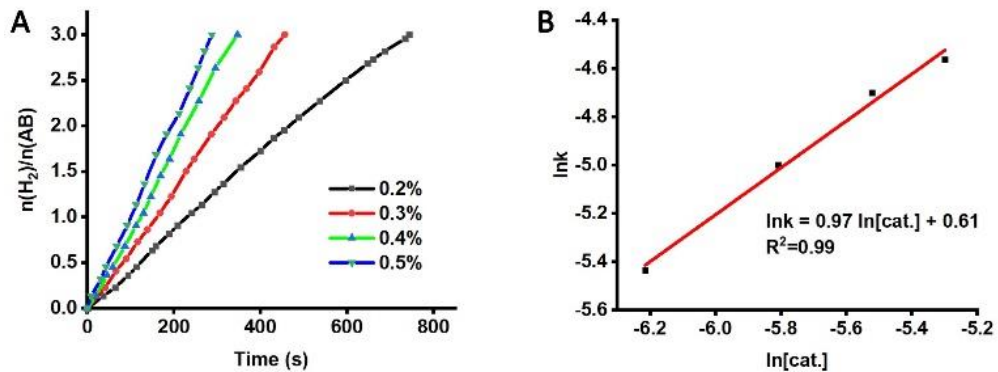 A
n(H₂)/n(AB)
3.0
2.5
2.0
1.5
1.0
0.5
0.0
0.2%
0.3%
0.4%
0.5%
0 200 400 600 800
Time (s)
B
lnk
-4.4
-4.6
-4.8
-5.0
-5.2
-5.4
-5.6
lnk = 0.97 ln[cat.] + 0.61
R²=0.99
-6.2 -6.0 -5.8 -5.6 -5.4 -5.2
ln[cat.]